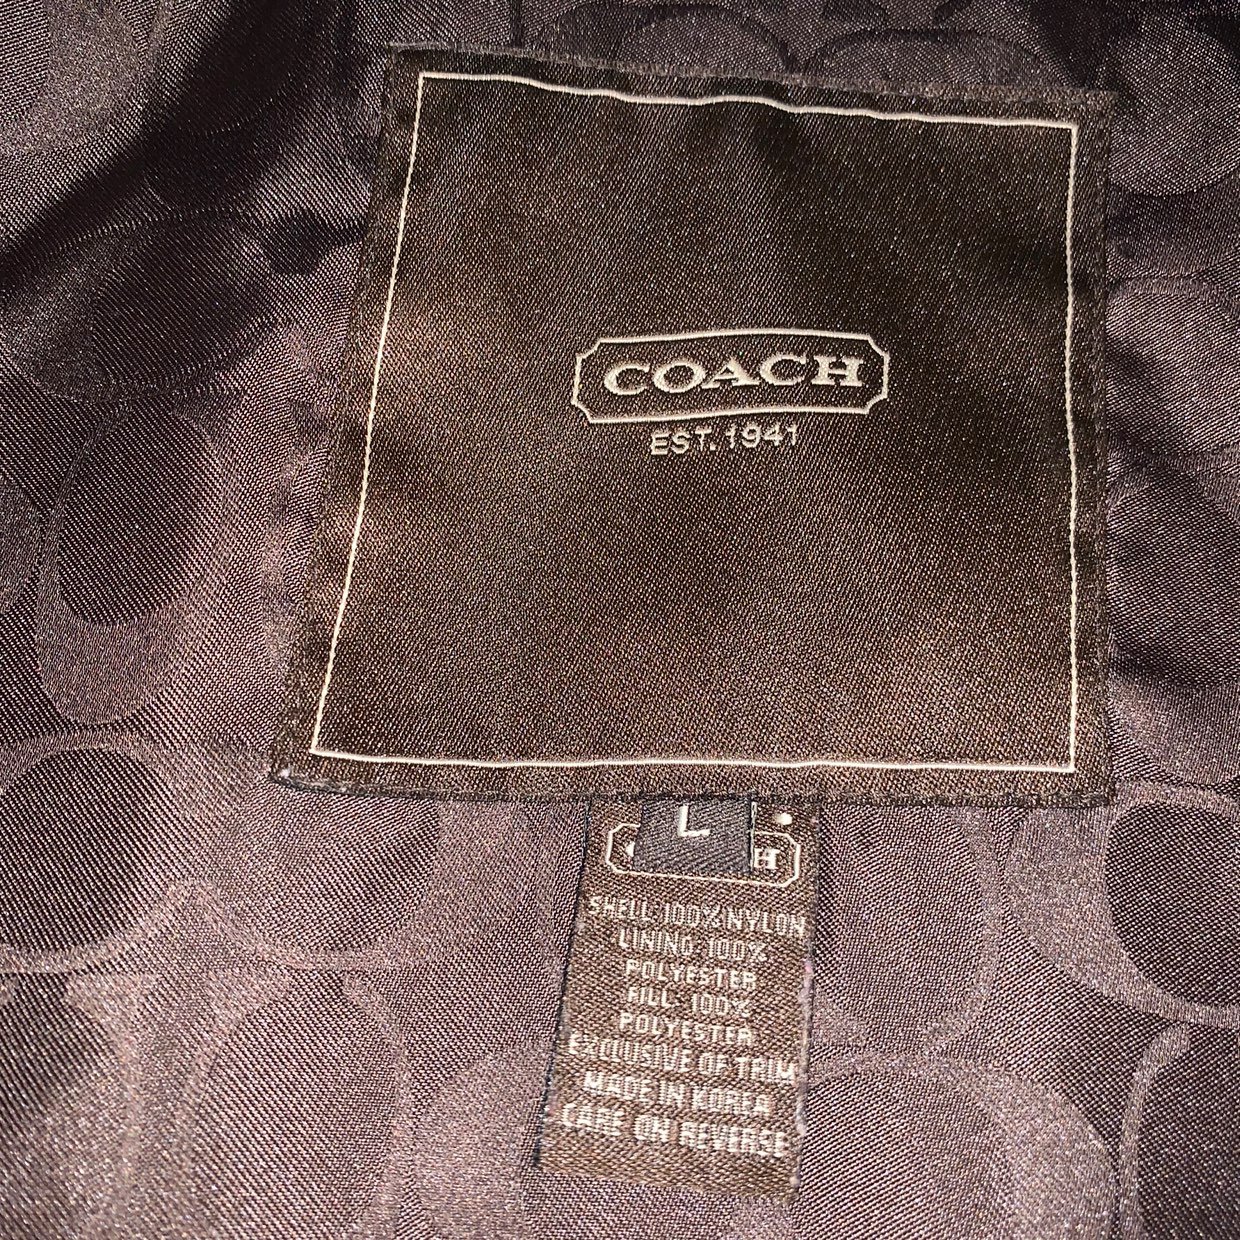 COACH
EST. 1941
L
H
SHELL: 100% NYLON
LINING: 100%
POLYESTER
FILL: 100%
POLYESTER
EXCLUSIVE OF TRIM
MADE IN KOREA
CARE ON REVERSE